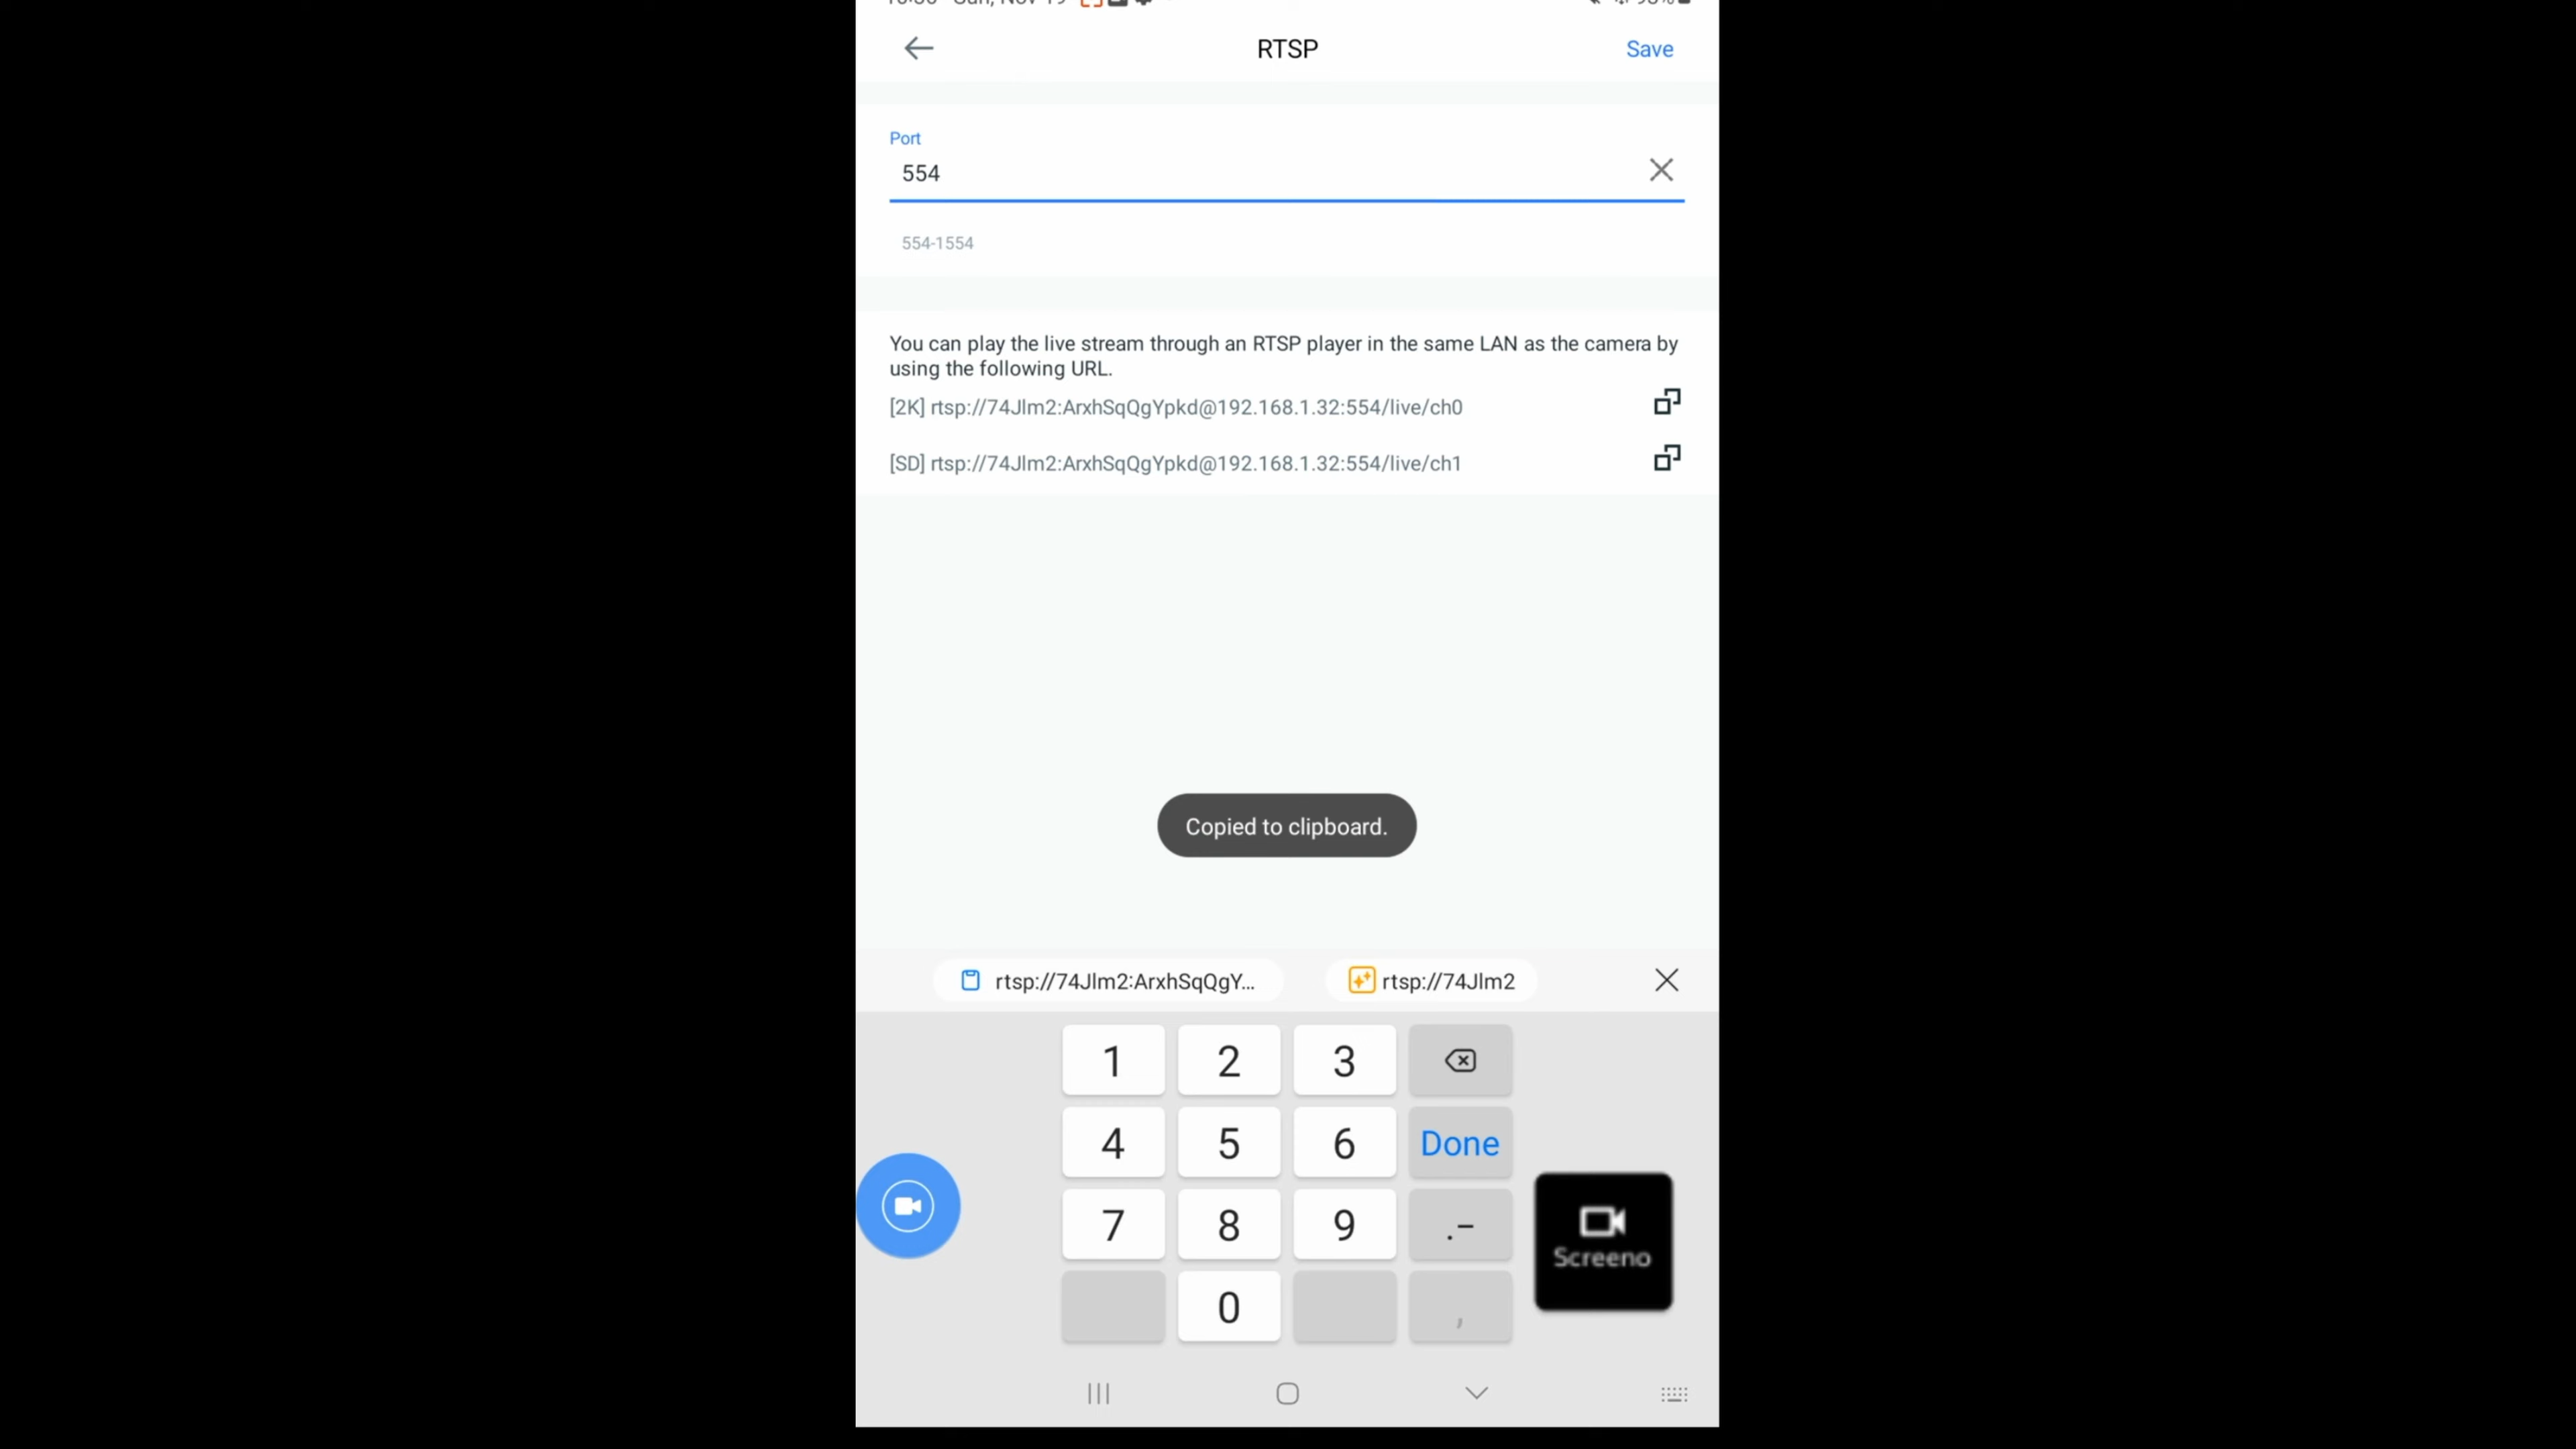 Sun, Nov 19
RTSP
Save
Port
554
554-1554
You can play the live stream through an RTSP player in the same LAN as the camera by
using the following URL.
[2K] rtsp://74Jlm2:ArxhSqQgYpkd@192.168.1.32:554/live/ch0
[SD] rtsp://74Jlm2:ArxhSqQgYpkd@192.168.1.32:554/live/ch1
Copied to clipboard.
rtsp://74Jlm2:ArxhSqQgY... rtsp://74Jlm2
1 2 3
4 5 6 Done
7 8 9 .-
Screeno
0 ,